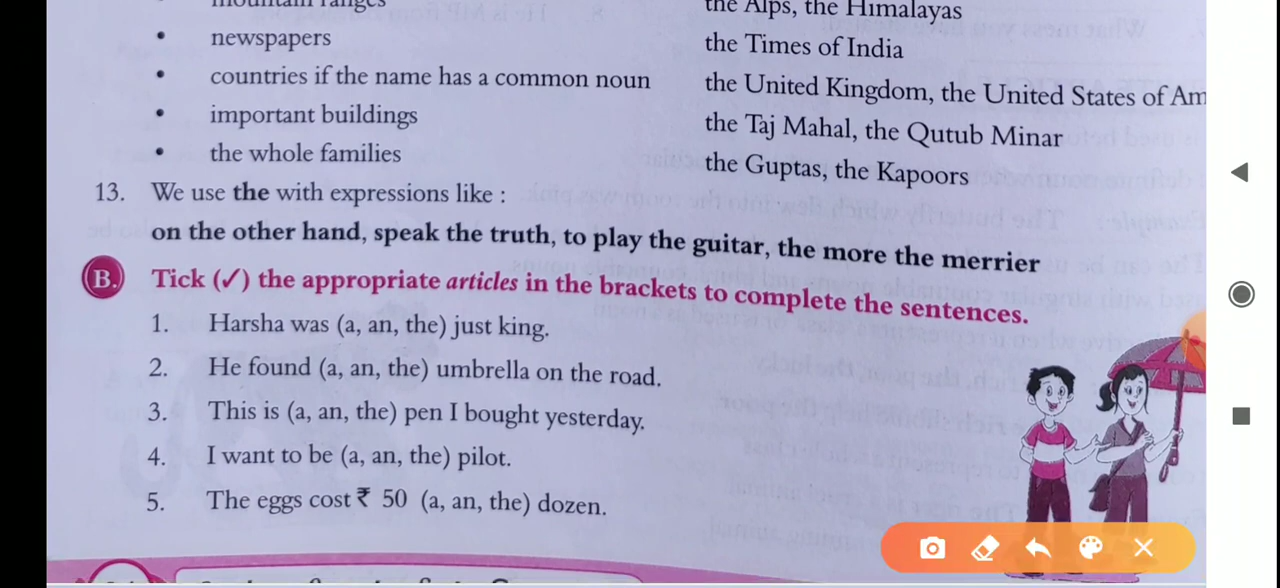 mountain ranges
the Alps, the Himalayas
• newspapers
the Times of India
• countries if the name has a common noun
the United Kingdom, the United States of Am
• important buildings
the Taj Mahal, the Qutub Minar
• the whole families
the Guptas, the Kapoors
13. We use the with expressions like :
on the other hand, speak the truth, to play the guitar, the more the merrier
B. Tick (✓) the appropriate articles in the brackets to complete the sentences.
1. Harsha was (a, an, the) just king.
2. He found (a, an, the) umbrella on the road.
3. This is (a, an, the) pen I bought yesterday.
4. I want to be (a, an, the) pilot.
5. The eggs cost ₹ 50 (a, an, the) dozen.